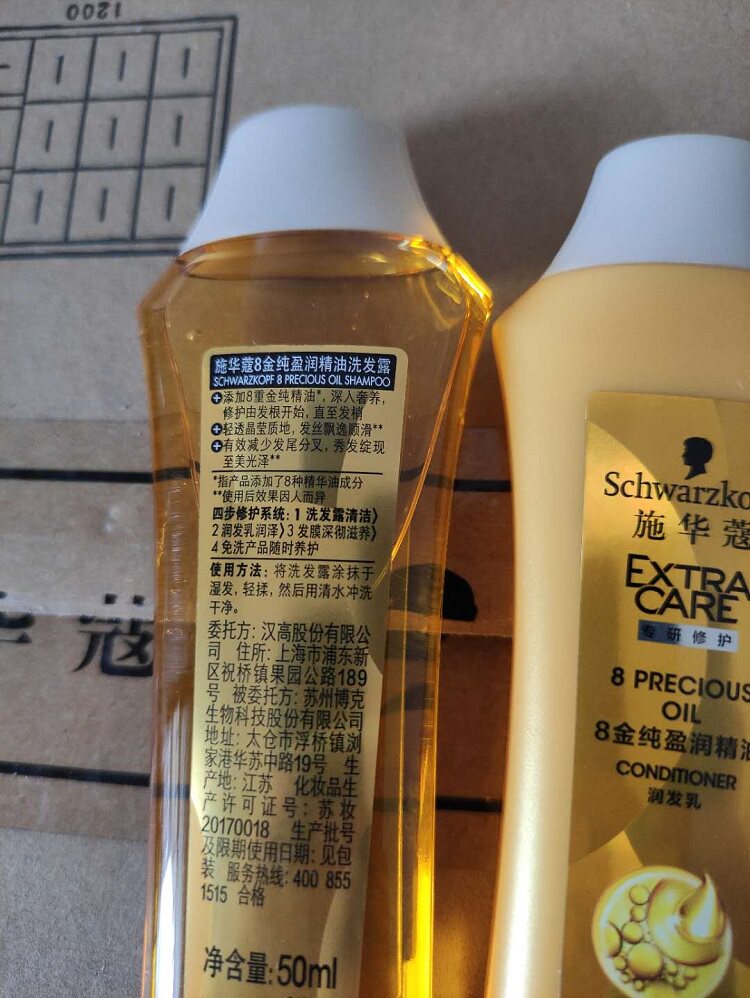 1200
施华蔻8金纯盈润精油洗发露
SCHWARZKOPF 8 PRECIOUS OIL SHAMPOO
添加8重金纯精油*，深入奢养，
修护由发根开始，直至发梢
轻透晶莹质地，发丝飘逸顺滑**
有效减少发尾分叉，秀发绽现
至美光泽**
*指产品添加了8种精华油成分
**使用后效果因人而异
四步修护系统：1 洗发露清洁〉
2 润发乳润泽〉3 发膜深彻滋养〉
4 免洗产品随时养护
使用方法：将洗发露涂抹于
湿发，轻揉，然后用清水冲洗
干净。
委托方：汉高股份有限公
司 住所：上海市浦东新
区祝桥镇果园公路189
号 被委托方：苏州博克
生物科技股份有限公司
地址：太仓市浮桥镇浏
家港华苏中路19号 生
产地：江苏 化妆品生
产许可证号：苏妆
20170018 生产批号
及限期使用日期：见包
装 服务热线：400 855
1515 合格
净含量：50ml
Schwarzko
施华蔻
EXTRA
CARE
专研修护
8 PRECIOUS
OIL
8金纯盈润精油
CONDITIONER
润发乳
华蔻